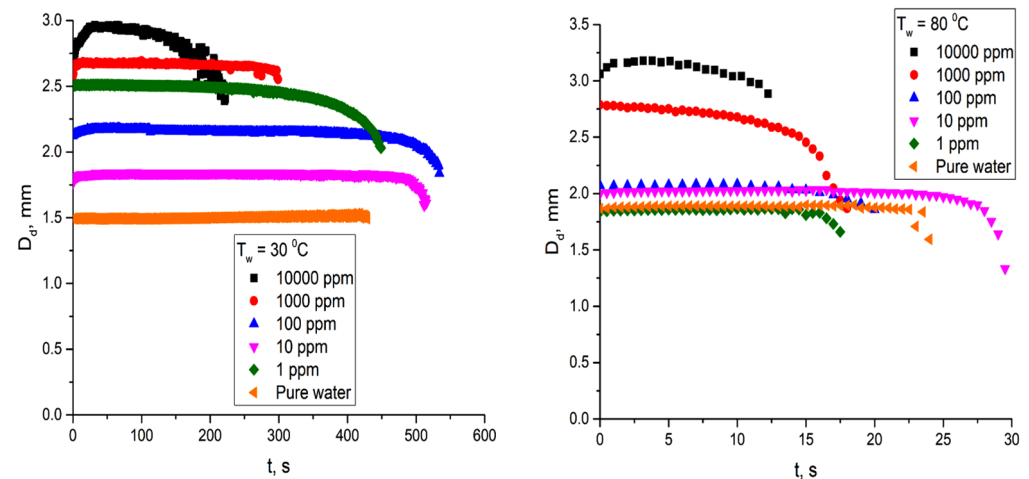 3.0
2.5
2.0
1.5
1.0
0.5
0.0
D_d, mm
0 100 200 300 400 500 600
t, s
T_w = 30 ⁰C
10000 ppm
1000 ppm
100 ppm
10 ppm
1 ppm
Pure water
3.5
3.0
2.5
2.0
1.5
1.0
0.5
0.0
D_d, mm
0 5 10 15 20 25 30
t, s
T_w = 80 ⁰C
10000 ppm
1000 ppm
100 ppm
10 ppm
1 ppm
Pure water